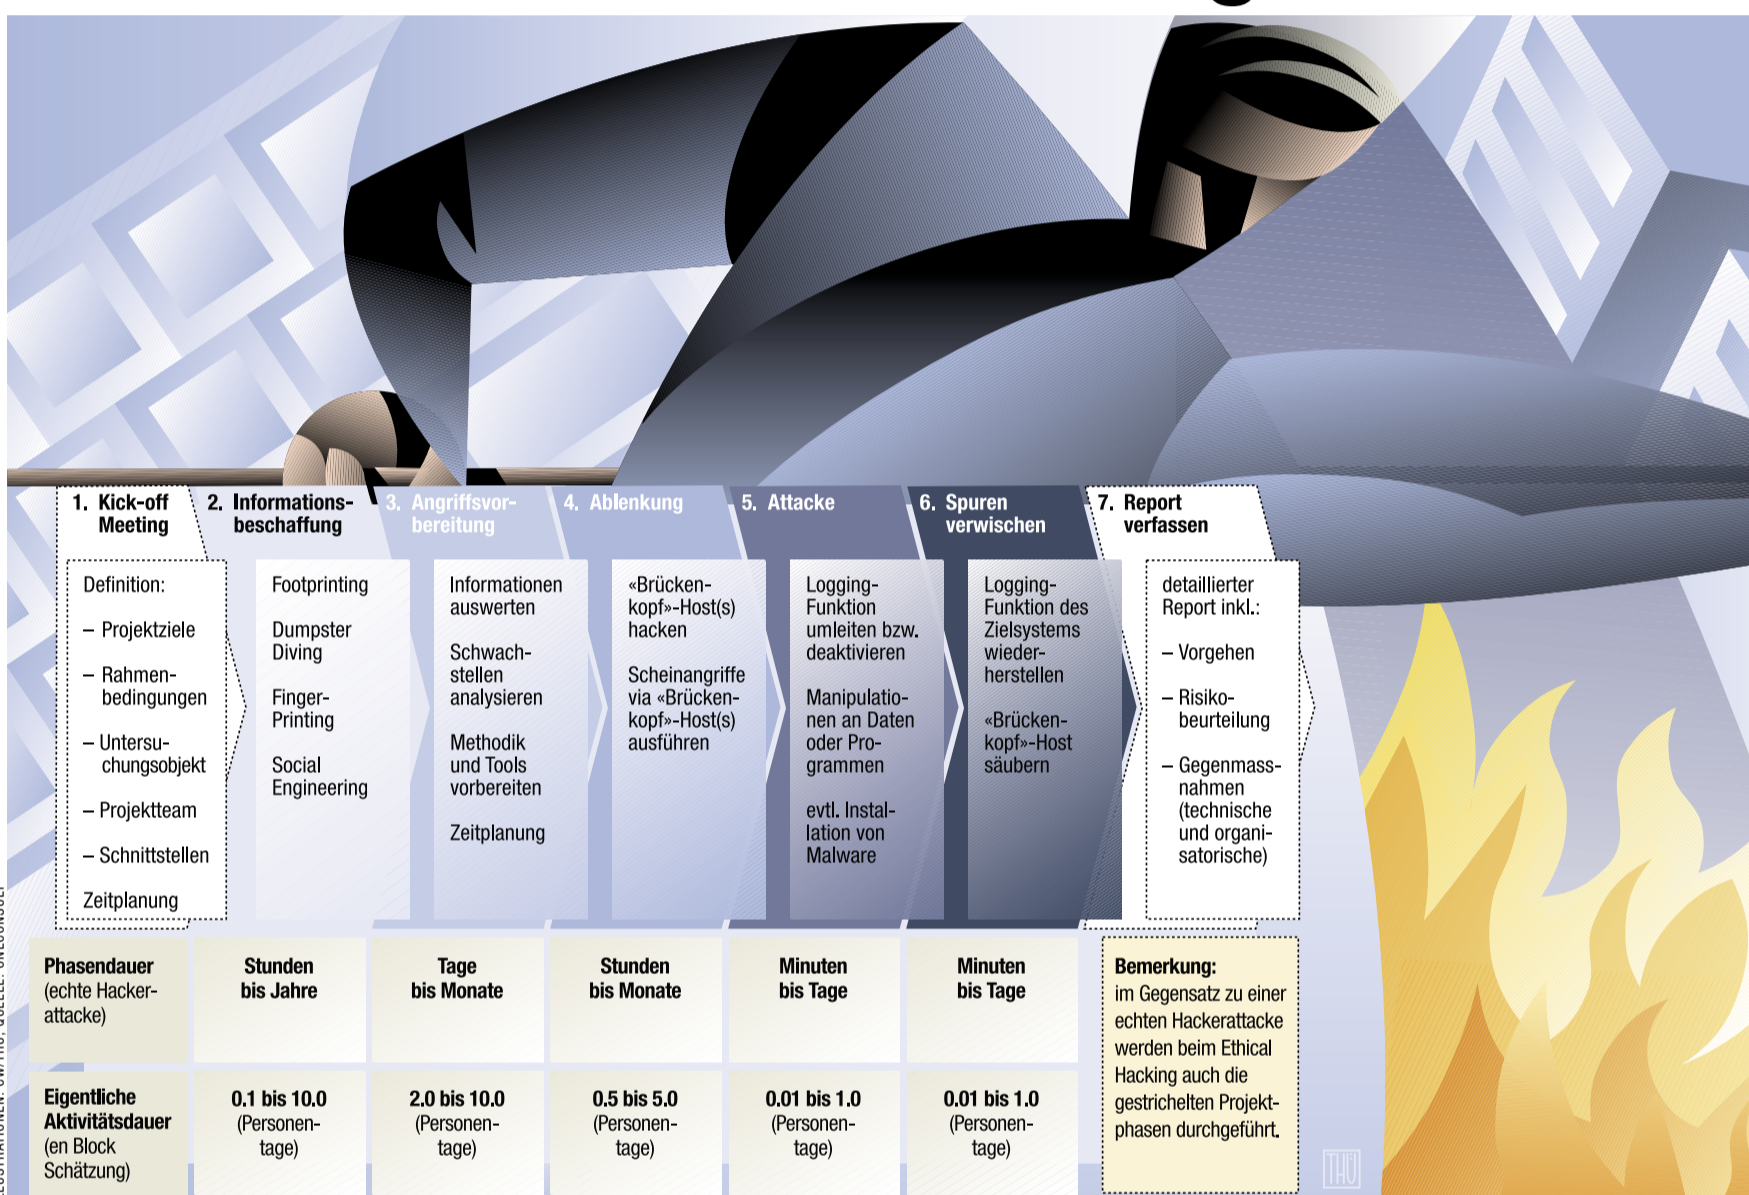 1. Kick-off
Meeting
Definition:
– Projektziele
– Rahmen-
bedingungen
– Untersu-
chungsobjekt
– Projektteam
– Schnittstellen
Zeitplanung
2. Informations-
beschaffung
Footprinting
Dumpster
Diving
Finger-
Printing
Social
Engineering
3. Angriffsvor-
bereitung
Informationen
auswerten
Schwach-
stellen
analysieren
Methodik
und Tools
vorbereiten
Zeitplanung
4. Ablenkung
«Brücken-
kopf»-Host(s)
hacken
Scheinangriffe
via «Brücken-
kopf»-Host(s)
ausführen
5. Attacke
Logging-
Funktion
umleiten bzw.
deaktivieren
Manipulatio-
nen an Daten
oder Pro-
grammen
evtl. Instal-
lation von
Malware
6. Spuren
verwischen
Logging-
Funktion des
Zielsystems
wieder-
herstellen
«Brücken-
kopf»-Host
säubern
7. Report
verfassen
detaillierter
Report inkl.:
– Vorgehen
– Risiko-
beurteilung
– Gegenmass-
nahmen
(technische
und organi-
satorische)
Phasendauer
(echte Hacker-
attacke)
Stunden
bis Jahre
Tage
bis Monate
Stunden
bis Monate
Minuten
bis Tage
Minuten
bis Tage
Eigentliche
Aktivitätsdauer
(en Block
Schätzung)
0.1 bis 10.0
(Personen-
tage)
2.0 bis 10.0
(Personen-
tage)
0.5 bis 5.0
(Personen-
tage)
0.01 bis 1.0
(Personen-
tage)
0.01 bis 1.0
(Personen-
tage)
Bemerkung:
im Gegensatz zu einer
echten Hackerattacke
werden beim Ethical
Hacking auch die
gestrichelten Projekt-
phasen durchgeführt.
THÜ